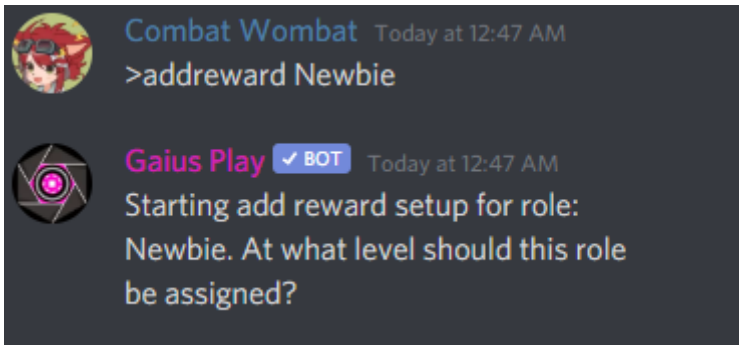 Combat Wombat Today at 12:47 AM
>addreward Newbie
Gaius Play ✓ BOT Today at 12:47 AM
Starting add reward setup for role:
Newbie. At what level should this role
be assigned?